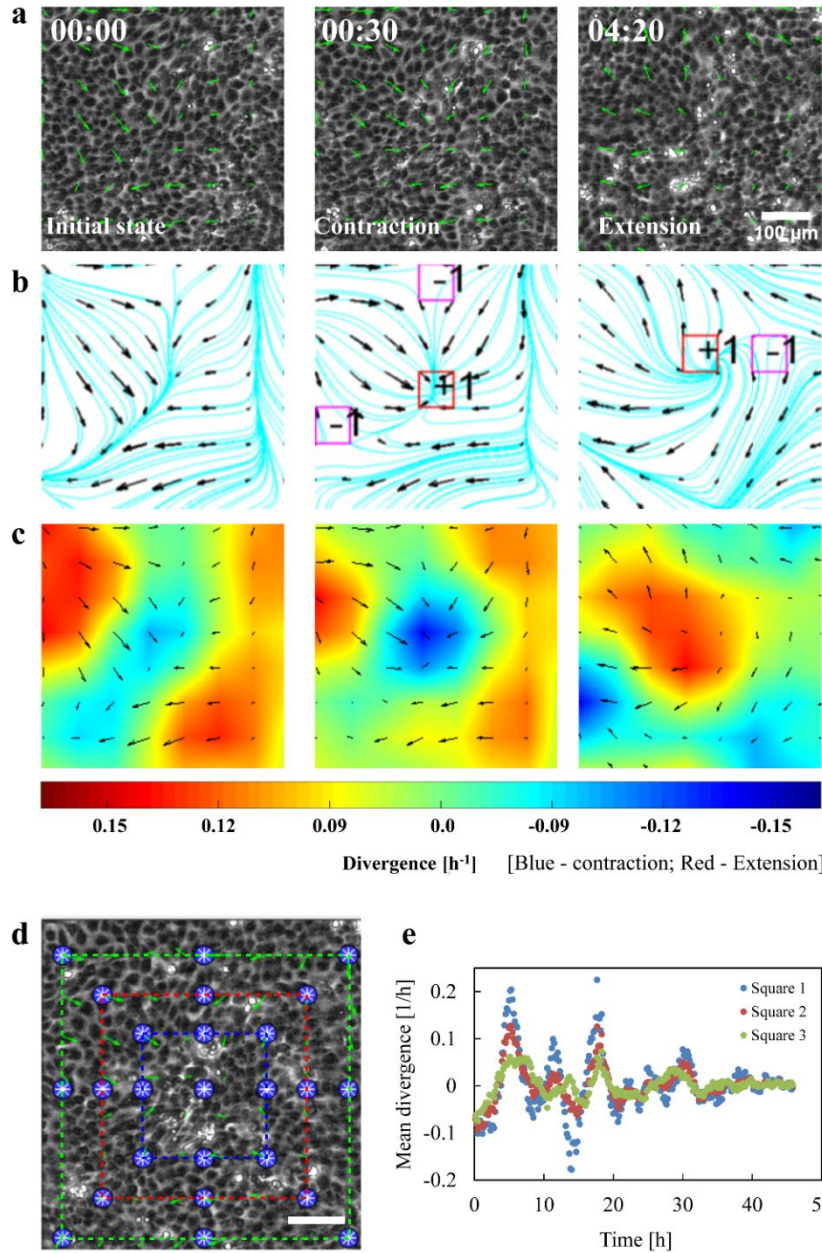 a
00:00 00:30 04:20
Initial state Contraction Extension
100 µm
b
- 1
+ 1
- 1
+ 1
- 1
c
0.15 0.12 0.09 0.0 -0.09 -0.12 -0.15
Divergence [h⁻¹] [Blue - contraction; Red - Extension]
d e
Mean divergence [1/h]
0.2
0.1
0
-0.1
-0.2
Square 1
Square 2
Square 3
0 10 20 30 40 50
Time [h]